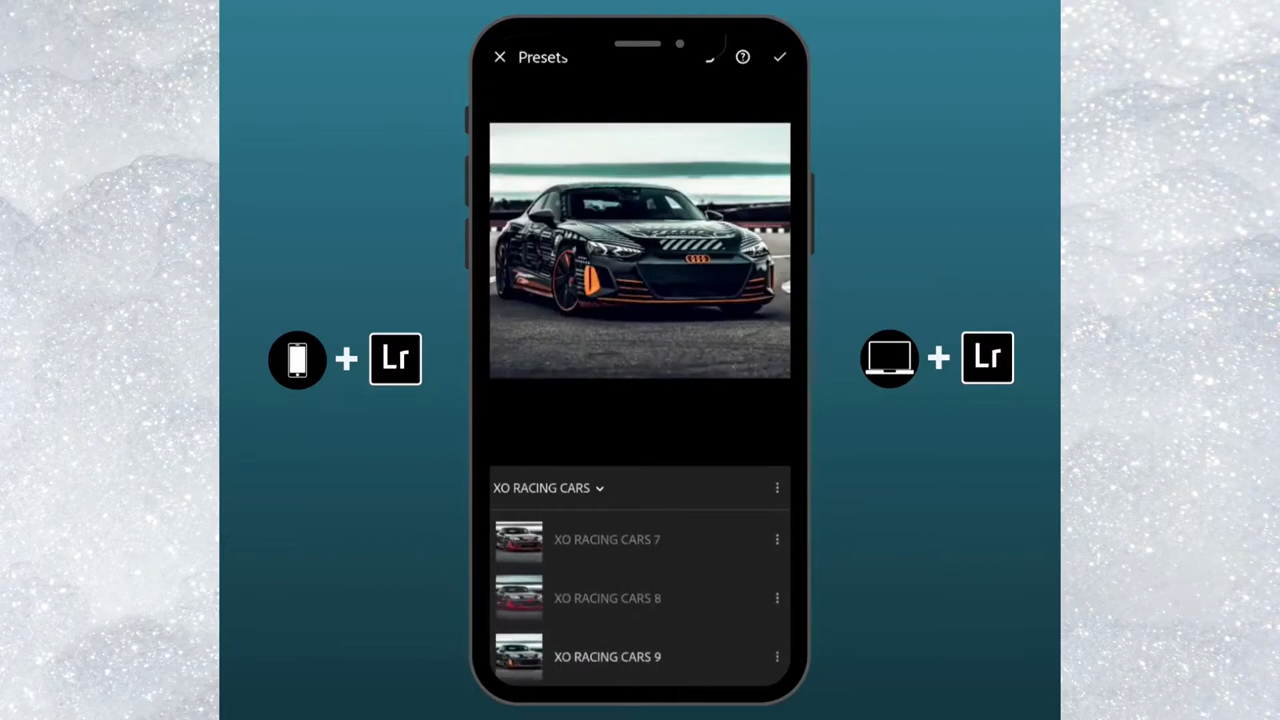 Presets
Lr
Lr
XO RACING CARS
XO RACING CARS 7
XO RACING CARS 8
XO RACING CARS 9